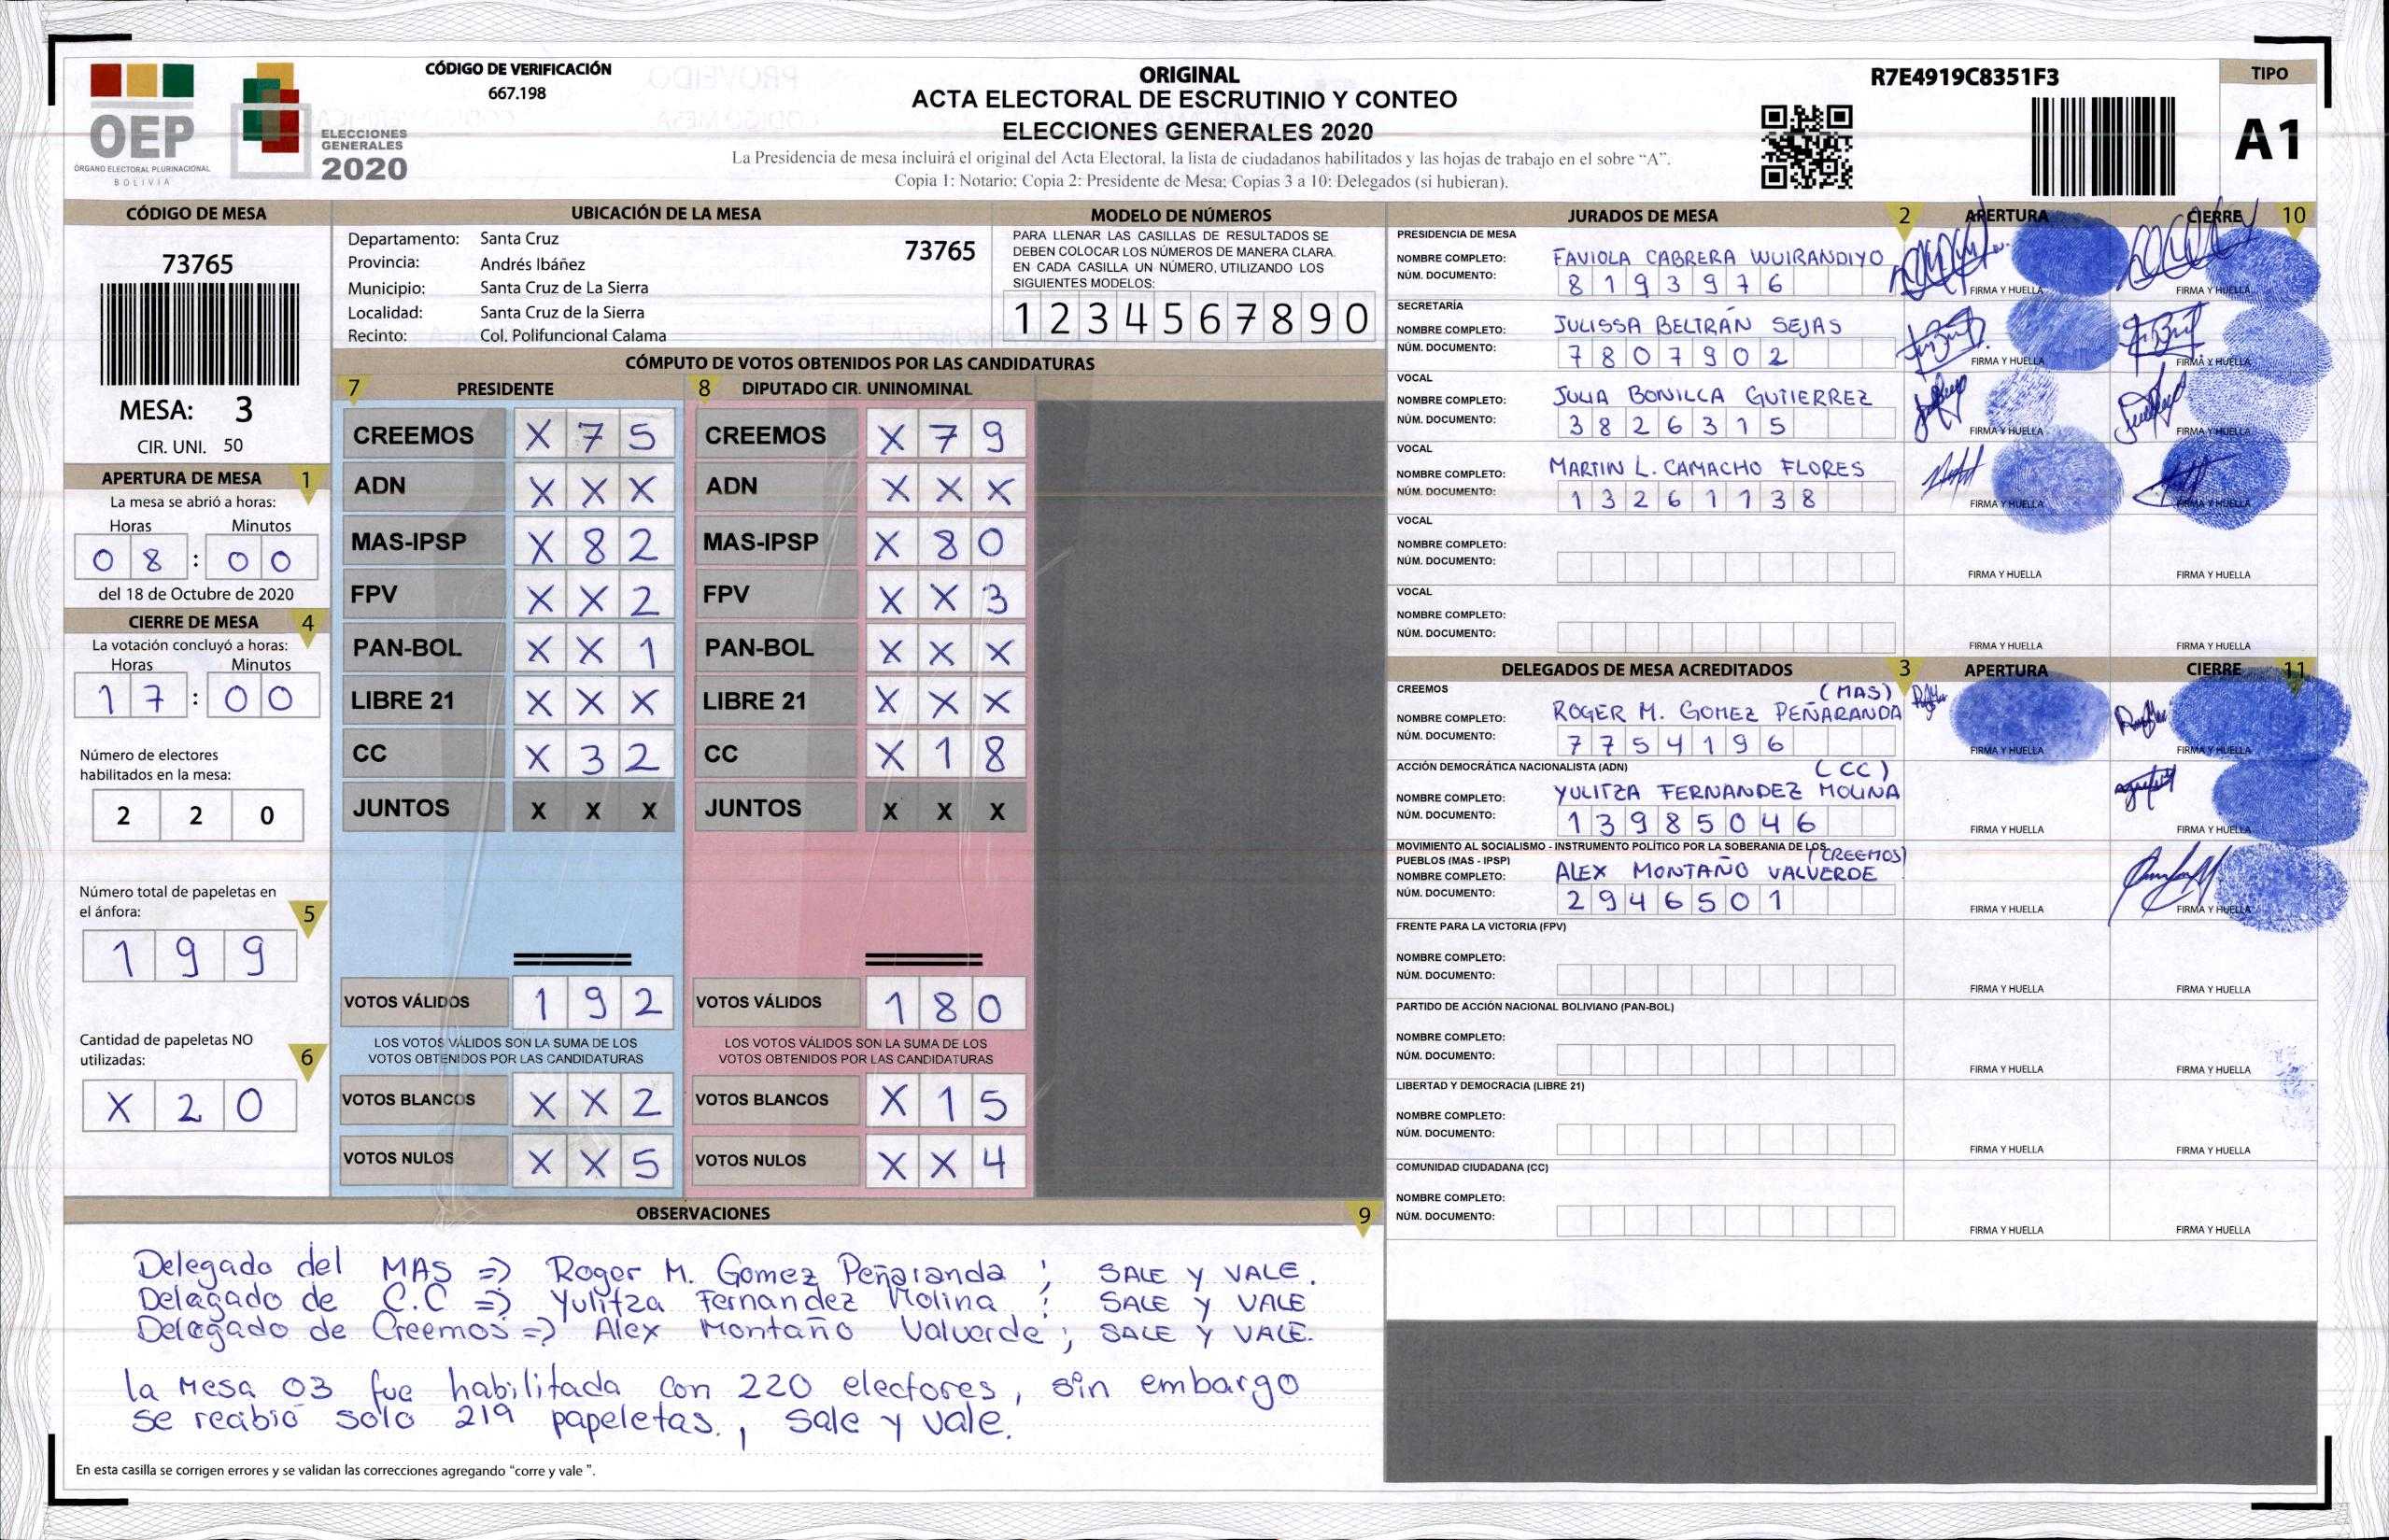 OEP
ÓRGANO ELECTORAL PLURINACIONAL
BOLIVIA
ELECCIONES
GENERALES
2020
CÓDIGO DE VERIFICACIÓN
667.198
ORIGINAL
ACTA ELECTORAL DE ESCRUTINIO Y CONTEO
ELECCIONES GENERALES 2020
La Presidencia de mesa incluirá el original del Acta Electoral, la lista de ciudadanos habilitados y las hojas de trabajo en el sobre “A”.
Copia 1: Notario; Copia 2: Presidente de Mesa; Copias 3 a 10: Delegados (si hubieran).
R7E4919C8351F3
TIPO
A1
CÓDIGO DE MESA
73765
MESA: 3
CIR. UNI. 50
APERTURA DE MESA 1
La mesa se abrió a horas:
Horas Minutos
0 8 : 0 0
del 18 de Octubre de 2020
CIERRE DE MESA 4
La votación concluyó a horas:
Horas Minutos
1 7 : 0 0
Número de electores
habilitados en la mesa:
2 2 0
Número total de papeletas en
el ánfora: 5
1 9 9
Cantidad de papeletas NO
utilizadas: 6
X 2 0
UBICACIÓN DE LA MESA
Departamento: Santa Cruz 73765
Provincia: Andrés Ibáñez
Municipio: Santa Cruz de La Sierra
Localidad: Santa Cruz de la Sierra
Recinto: Col. Polifuncional Calama
MODELO DE NÚMEROS
PARA LLENAR LAS CASILLAS DE RESULTADOS SE
DEBEN COLOCAR LOS NÚMEROS DE MANERA CLARA.
EN CADA CASILLA UN NÚMERO, UTILIZANDO LOS
SIGUIENTES MODELOS:
1 2 3 4 5 6 7 8 9 0
CÓMPUTO DE VOTOS OBTENIDOS POR LAS CANDIDATURAS
7 PRESIDENTE 8 DIPUTADO CIR. UNINOMINAL
CREEMOS X 7 5 CREEMOS X 7 9
ADN X X X ADN X X X
MAS-IPSP X 8 2 MAS-IPSP X 8 0
FPV X X 2 FPV X X 3
PAN-BOL X X 1 PAN-BOL X X X
LIBRE 21 X X X LIBRE 21 X X X
CC X 3 2 CC X 1 8
JUNTOS X X X JUNTOS X X X
VOTOS VÁLIDOS 1 9 2 VOTOS VÁLIDOS 1 8 0
LOS VOTOS VÁLIDOS SON LA SUMA DE LOS LOS VOTOS VÁLIDOS SON LA SUMA DE LOS
VOTOS OBTENIDOS POR LAS CANDIDATURAS VOTOS OBTENIDOS POR LAS CANDIDATURAS
VOTOS BLANCOS X X 2 VOTOS BLANCOS X 1 5
VOTOS NULOS X X 5 VOTOS NULOS X X 4
OBSERVACIONES 9
Delegado del MAS => Roger M. Gomez Peñaranda ; SALE Y VALE.
Delagado de C.C => Yulitza Fernandez Molina ; SALE Y VALE
Delegado de Creemos => Alex Montaño Valverde ; SALE Y VALE.
la Mesa 03 fue habilitada con 220 electores, sin embargo
se recibió solo 219 papeletas. , Sale y vale.
En esta casilla se corrigen errores y se validan las correcciones agregando “corre y vale ”.
JURADOS DE MESA 2 APERTURA CIERRE 10
PRESIDENCIA DE MESA
NOMBRE COMPLETO: FAVIOLA CABRERA WUIRANDIYO
NÚM. DOCUMENTO: 8 1 9 3 9 7 6 FIRMA Y HUELLA FIRMA Y HUELLA
SECRETARÍA
NOMBRE COMPLETO: JULISSA BELTRÁN SEJAS
NÚM. DOCUMENTO: 7 8 0 7 9 0 2 FIRMA Y HUELLA FIRMA Y HUELLA
VOCAL
NOMBRE COMPLETO: JULIA BONILLA GUTIERREZ
NÚM. DOCUMENTO: 3 8 2 6 3 1 5 FIRMA Y HUELLA FIRMA Y HUELLA
VOCAL
NOMBRE COMPLETO: MARTIN L. CAMACHO FLORES
NÚM. DOCUMENTO: 1 3 2 6 1 1 3 8 FIRMA Y HUELLA FIRMA Y HUELLA
VOCAL
NOMBRE COMPLETO:
NÚM. DOCUMENTO: FIRMA Y HUELLA FIRMA Y HUELLA
VOCAL
NOMBRE COMPLETO:
NÚM. DOCUMENTO: FIRMA Y HUELLA FIRMA Y HUELLA
DELEGADOS DE MESA ACREDITADOS 3 APERTURA CIERRE 11
CREEMOS (MAS)
NOMBRE COMPLETO: ROGER M. GOMEZ PEÑARANDA
NÚM. DOCUMENTO: 7 7 5 4 1 9 6 FIRMA Y HUELLA FIRMA Y HUELLA
ACCIÓN DEMOCRÁTICA NACIONALISTA (ADN) (CC)
NOMBRE COMPLETO: YULITZA FERNANDEZ MOLINA
NÚM. DOCUMENTO: 1 3 9 8 5 0 4 6 FIRMA Y HUELLA FIRMA Y HUELLA
MOVIMIENTO AL SOCIALISMO - INSTRUMENTO POLÍTICO POR LA SOBERANIA DE LOS
PUEBLOS (MAS - IPSP) (CREEMOS)
NOMBRE COMPLETO: ALEX MONTAÑO VALVERDE
NÚM. DOCUMENTO: 2 9 4 6 5 0 1 FIRMA Y HUELLA FIRMA Y HUELLA
FRENTE PARA LA VICTORIA (FPV)
NOMBRE COMPLETO:
NÚM. DOCUMENTO: FIRMA Y HUELLA FIRMA Y HUELLA
PARTIDO DE ACCIÓN NACIONAL BOLIVIANO (PAN-BOL)
NOMBRE COMPLETO:
NÚM. DOCUMENTO: FIRMA Y HUELLA FIRMA Y HUELLA
LIBERTAD Y DEMOCRACIA (LIBRE 21)
NOMBRE COMPLETO:
NÚM. DOCUMENTO: FIRMA Y HUELLA FIRMA Y HUELLA
COMUNIDAD CIUDADANA (CC)
NOMBRE COMPLETO:
NÚM. DOCUMENTO: FIRMA Y HUELLA FIRMA Y HUELLA